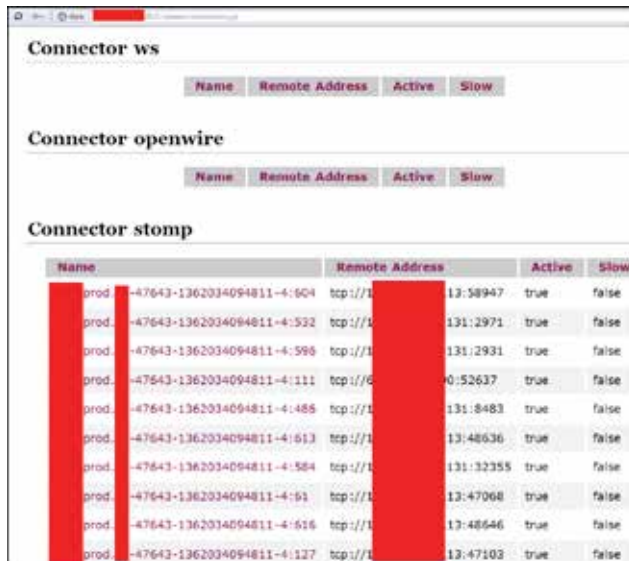 Connector ws
Name Remote Address Active Slow
Connector openwire
Name Remote Address Active Slow
Connector stomp
Name Remote Address Active Slow
prod. -47643-1362034094811-4:604 tcp://1 13:58947 true false
prod. -47643-1362034094811-4:532 tcp://1 131:2971 true false
prod. -47643-1362034094811-4:596 tcp://1 131:2931 true false
prod. -47643-1362034094811-4:111 tcp://6 0:52637 true false
prod. -47643-1362034094811-4:486 tcp://1 131:8483 true false
prod. -47643-1362034094811-4:613 tcp://1 13:48636 true false
prod. -47643-1362034094811-4:584 tcp://1 131:32355 true false
prod. -47643-1362034094811-4:61 tcp://1 13:47068 true false
prod. -47643-1362034094811-4:616 tcp://1 13:48646 true false
prod. -47643-1362034094811-4:127 tcp://1 13:47103 true false